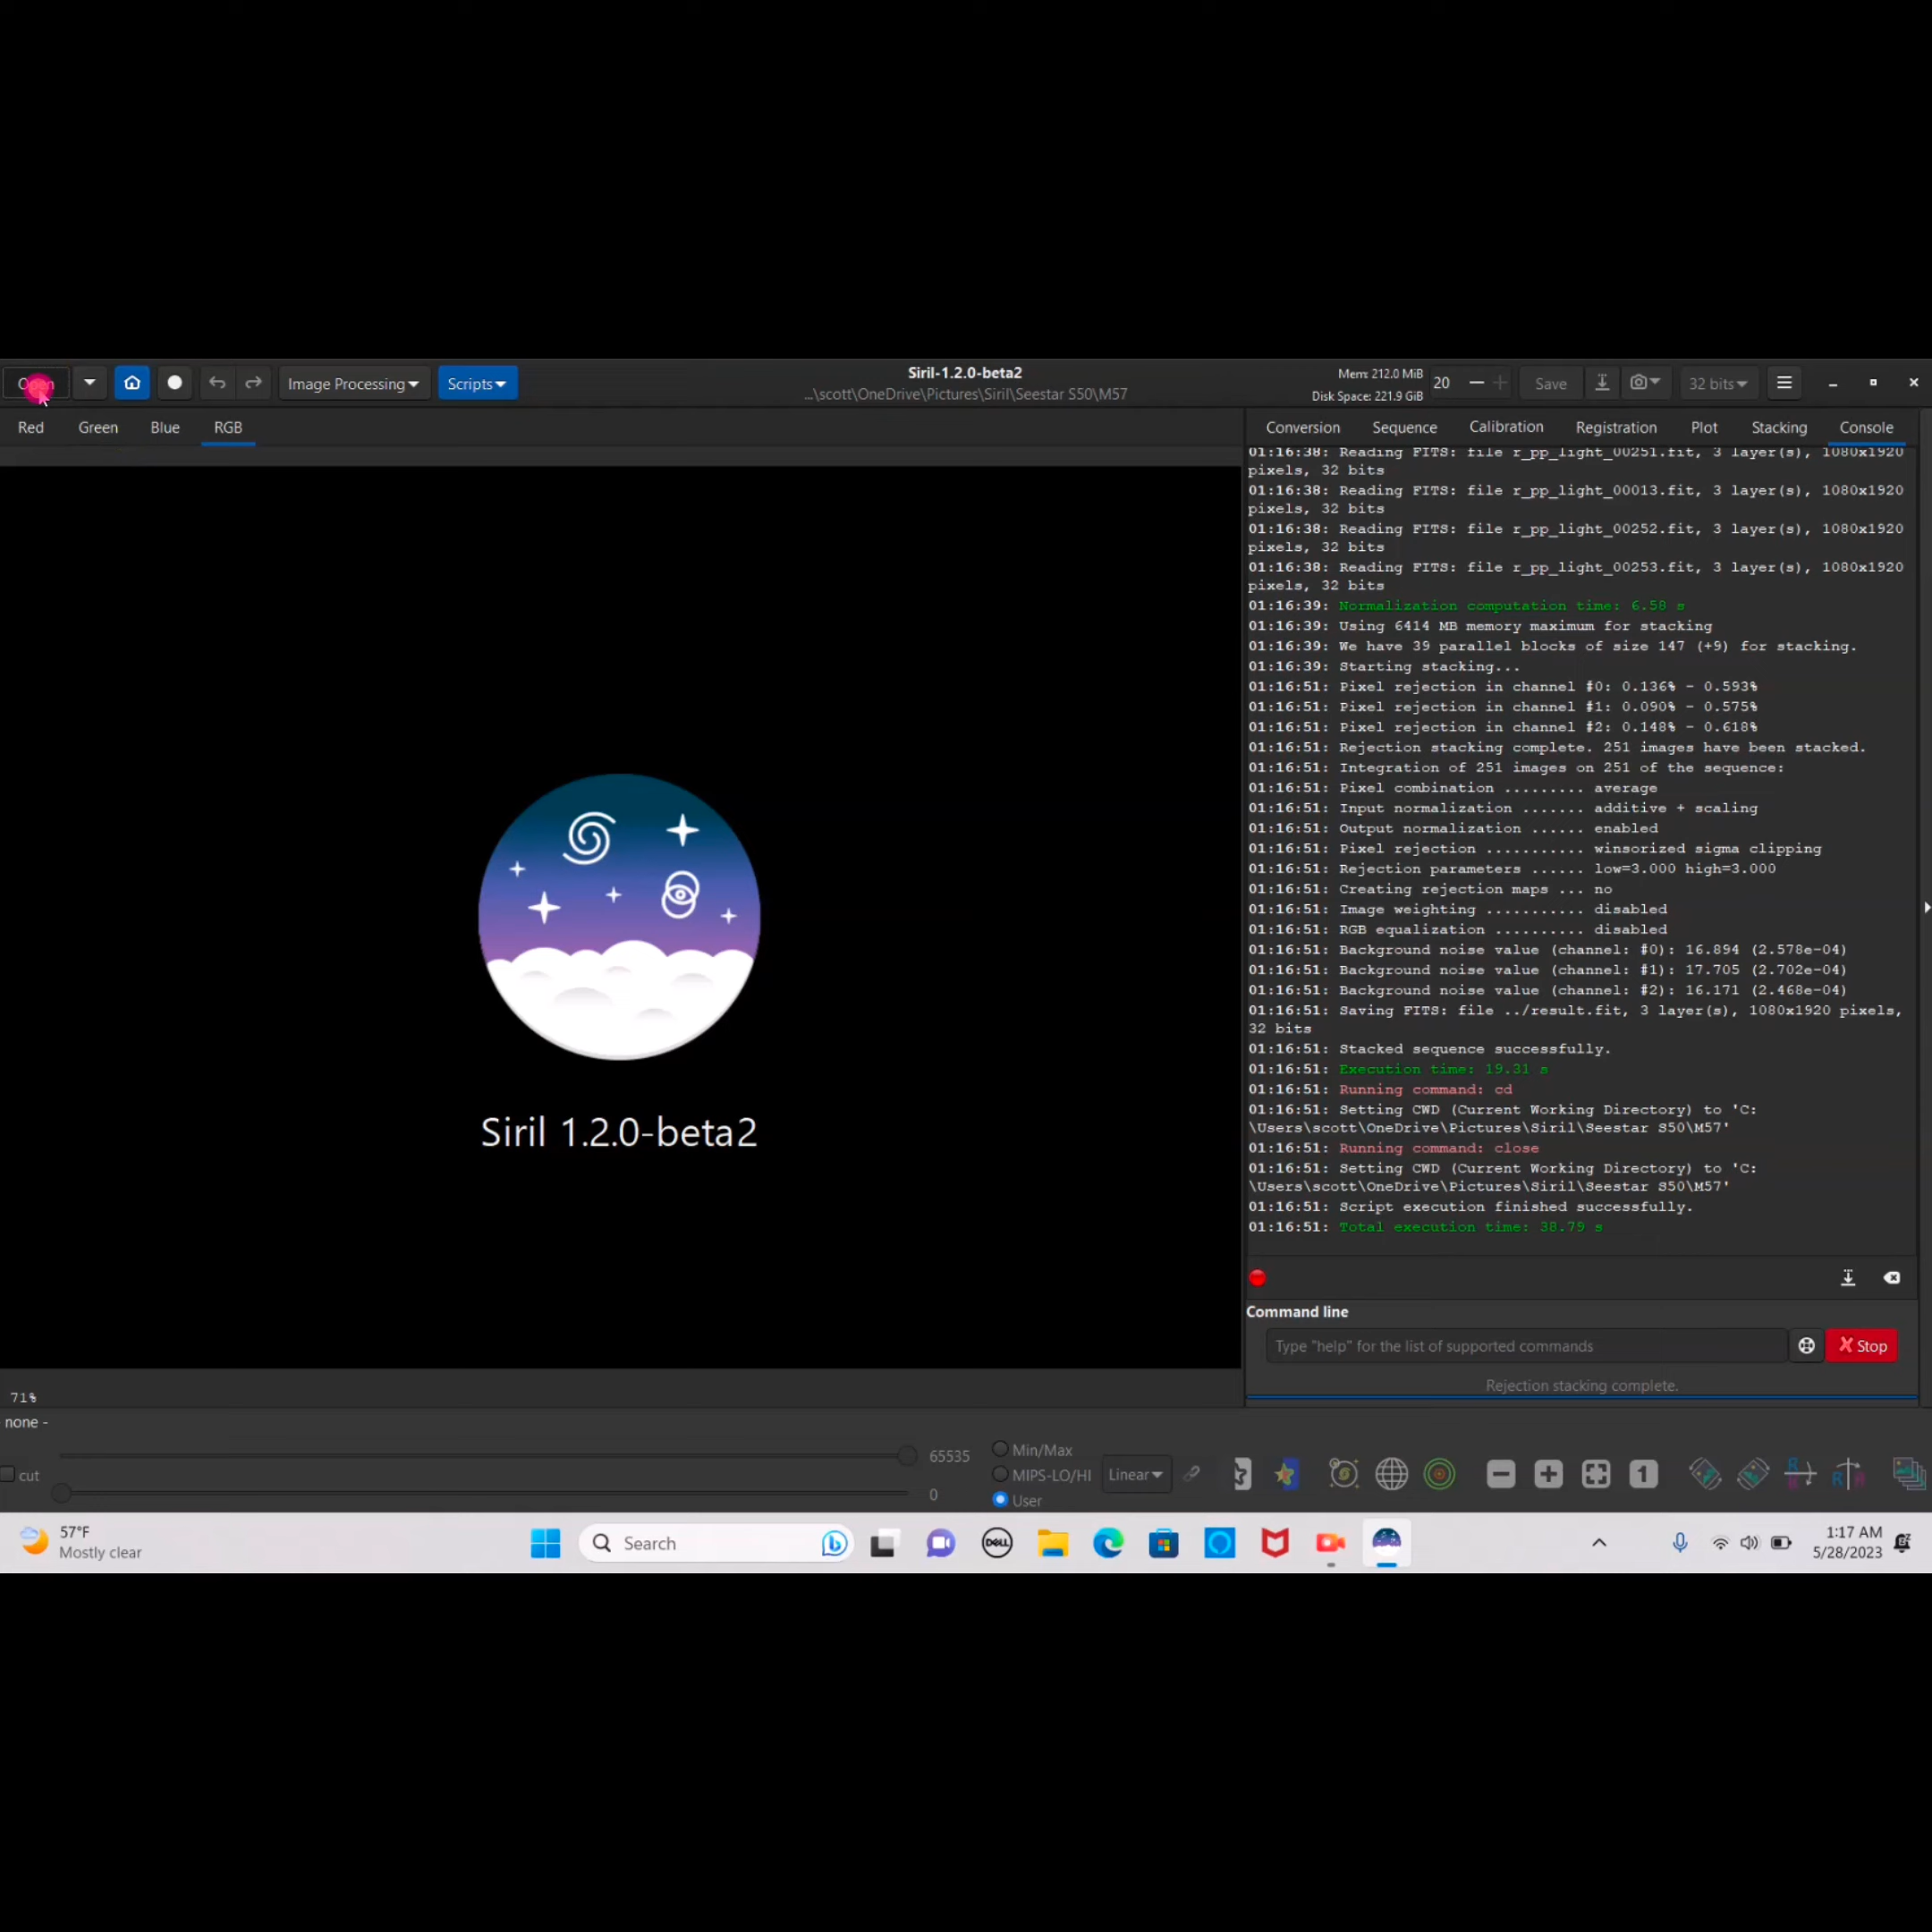 Open
Image Processing
Scripts
Siril-1.2.0-beta2
...\scott\OneDrive\Pictures\Siril\Seestar S50\M57
Mem: 212.0 MiB
Disk Space: 221.9 GiB
20
Save
32 bits
Red
Green
Blue
RGB
Conversion
Sequence
Calibration
Registration
Plot
Stacking
Console
01:16:38: Reading FITS: file r_pp_light_00251.fit, 3 layer(s), 1080x1920
pixels, 32 bits
01:16:38: Reading FITS: file r_pp_light_00013.fit, 3 layer(s), 1080x1920
pixels, 32 bits
01:16:38: Reading FITS: file r_pp_light_00252.fit, 3 layer(s), 1080x1920
pixels, 32 bits
01:16:38: Reading FITS: file r_pp_light_00253.fit, 3 layer(s), 1080x1920
pixels, 32 bits
01:16:39: Normalization computation time: 6.58 s
01:16:39: Using 6414 MB memory maximum for stacking
01:16:39: We have 39 parallel blocks of size 147 (+9) for stacking.
01:16:39: Starting stacking...
01:16:51: Pixel rejection in channel #0: 0.136% - 0.593%
01:16:51: Pixel rejection in channel #1: 0.090% - 0.575%
01:16:51: Pixel rejection in channel #2: 0.148% - 0.618%
01:16:51: Rejection stacking complete. 251 images have been stacked.
01:16:51: Integration of 251 images on 251 of the sequence:
01:16:51: Pixel combination ......... average
01:16:51: Input normalization ....... additive + scaling
01:16:51: Output normalization ...... enabled
01:16:51: Pixel rejection ........... winsorized sigma clipping
01:16:51: Rejection parameters ...... low=3.000 high=3.000
01:16:51: Creating rejection maps ... no
01:16:51: Image weighting ........... disabled
01:16:51: RGB equalization .......... disabled
01:16:51: Background noise value (channel: #0): 16.894 (2.578e-04)
01:16:51: Background noise value (channel: #1): 17.705 (2.702e-04)
01:16:51: Background noise value (channel: #2): 16.171 (2.468e-04)
01:16:51: Saving FITS: file ../result.fit, 3 layer(s), 1080x1920 pixels,
32 bits
01:16:51: Stacked sequence successfully.
01:16:51: Execution time: 19.31 s
01:16:51: Running command: cd
01:16:51: Setting CWD (Current Working Directory) to 'C:
\Users\scott\OneDrive\Pictures\Siril\Seestar S50\M57'
01:16:51: Running command: close
01:16:51: Setting CWD (Current Working Directory) to 'C:
\Users\scott\OneDrive\Pictures\Siril\Seestar S50\M57'
01:16:51: Script execution finished successfully.
01:16:51: Total execution time: 38.79 s
Siril 1.2.0-beta2
Command line
Type "help" for the list of supported commands
Stop
Rejection stacking complete.
71%
none -
65535
cut
0
Min/Max
MIPS-LO/HI
User
Linear
1
57°F
Mostly clear
Search
DELL
1:17 AM
5/28/2023